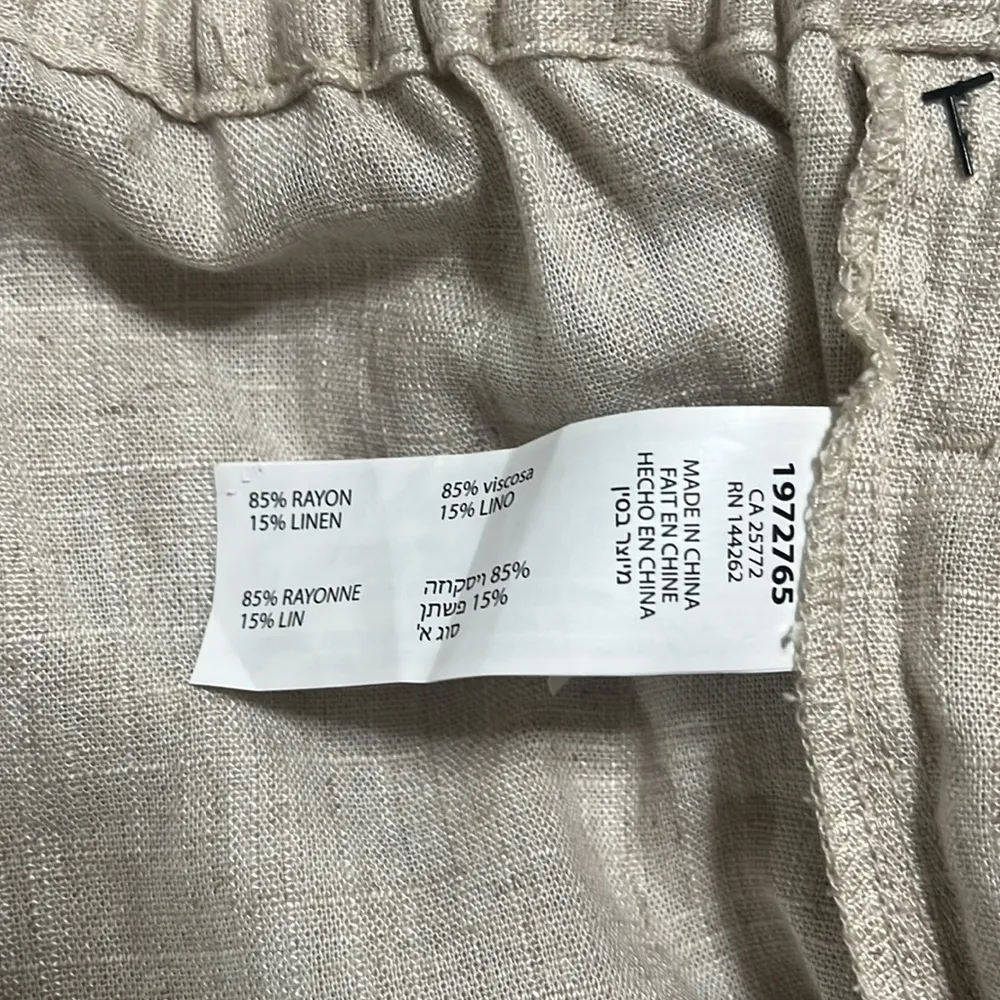 85% RAYON
15% LINEN
85% RAYONNE
15% LIN
85% viscosa
15% LINO
85% ויסקוזה
15% פשתן
סוג א'
MADE IN CHINA
FAIT EN CHINE
HECHO EN CHINA
מיוצר בסין
1972765
CA 25772
RN 144262